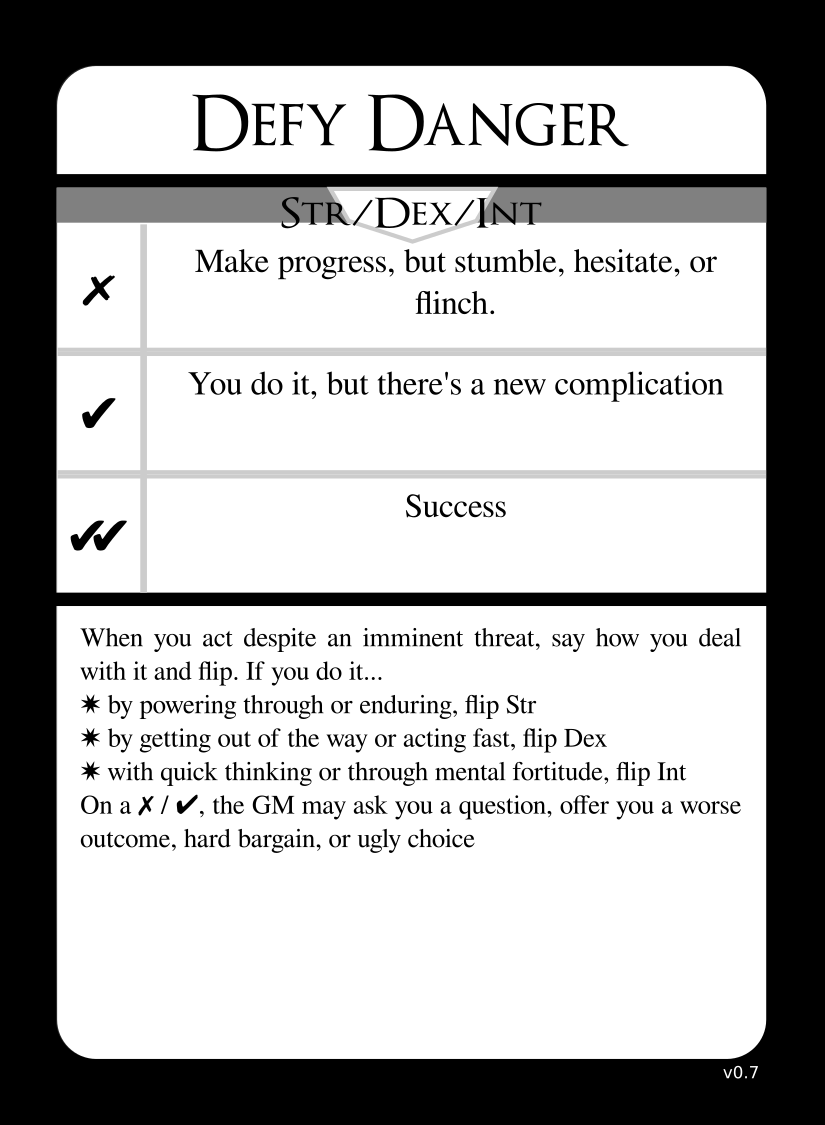 DEFY DANGER
STR/DEX/INT
✗ Make progress, but stumble, hesitate, or
flinch.
✔ You do it, but there's a new complication
✔✔ Success
When you act despite an imminent threat, say how you deal
with it and flip. If you do it...
✷ by powering through or enduring, flip Str
✷ by getting out of the way or acting fast, flip Dex
✷ with quick thinking or through mental fortitude, flip Int
On a ✗ / ✔, the GM may ask you a question, offer you a worse
outcome, hard bargain, or ugly choice
v0.7